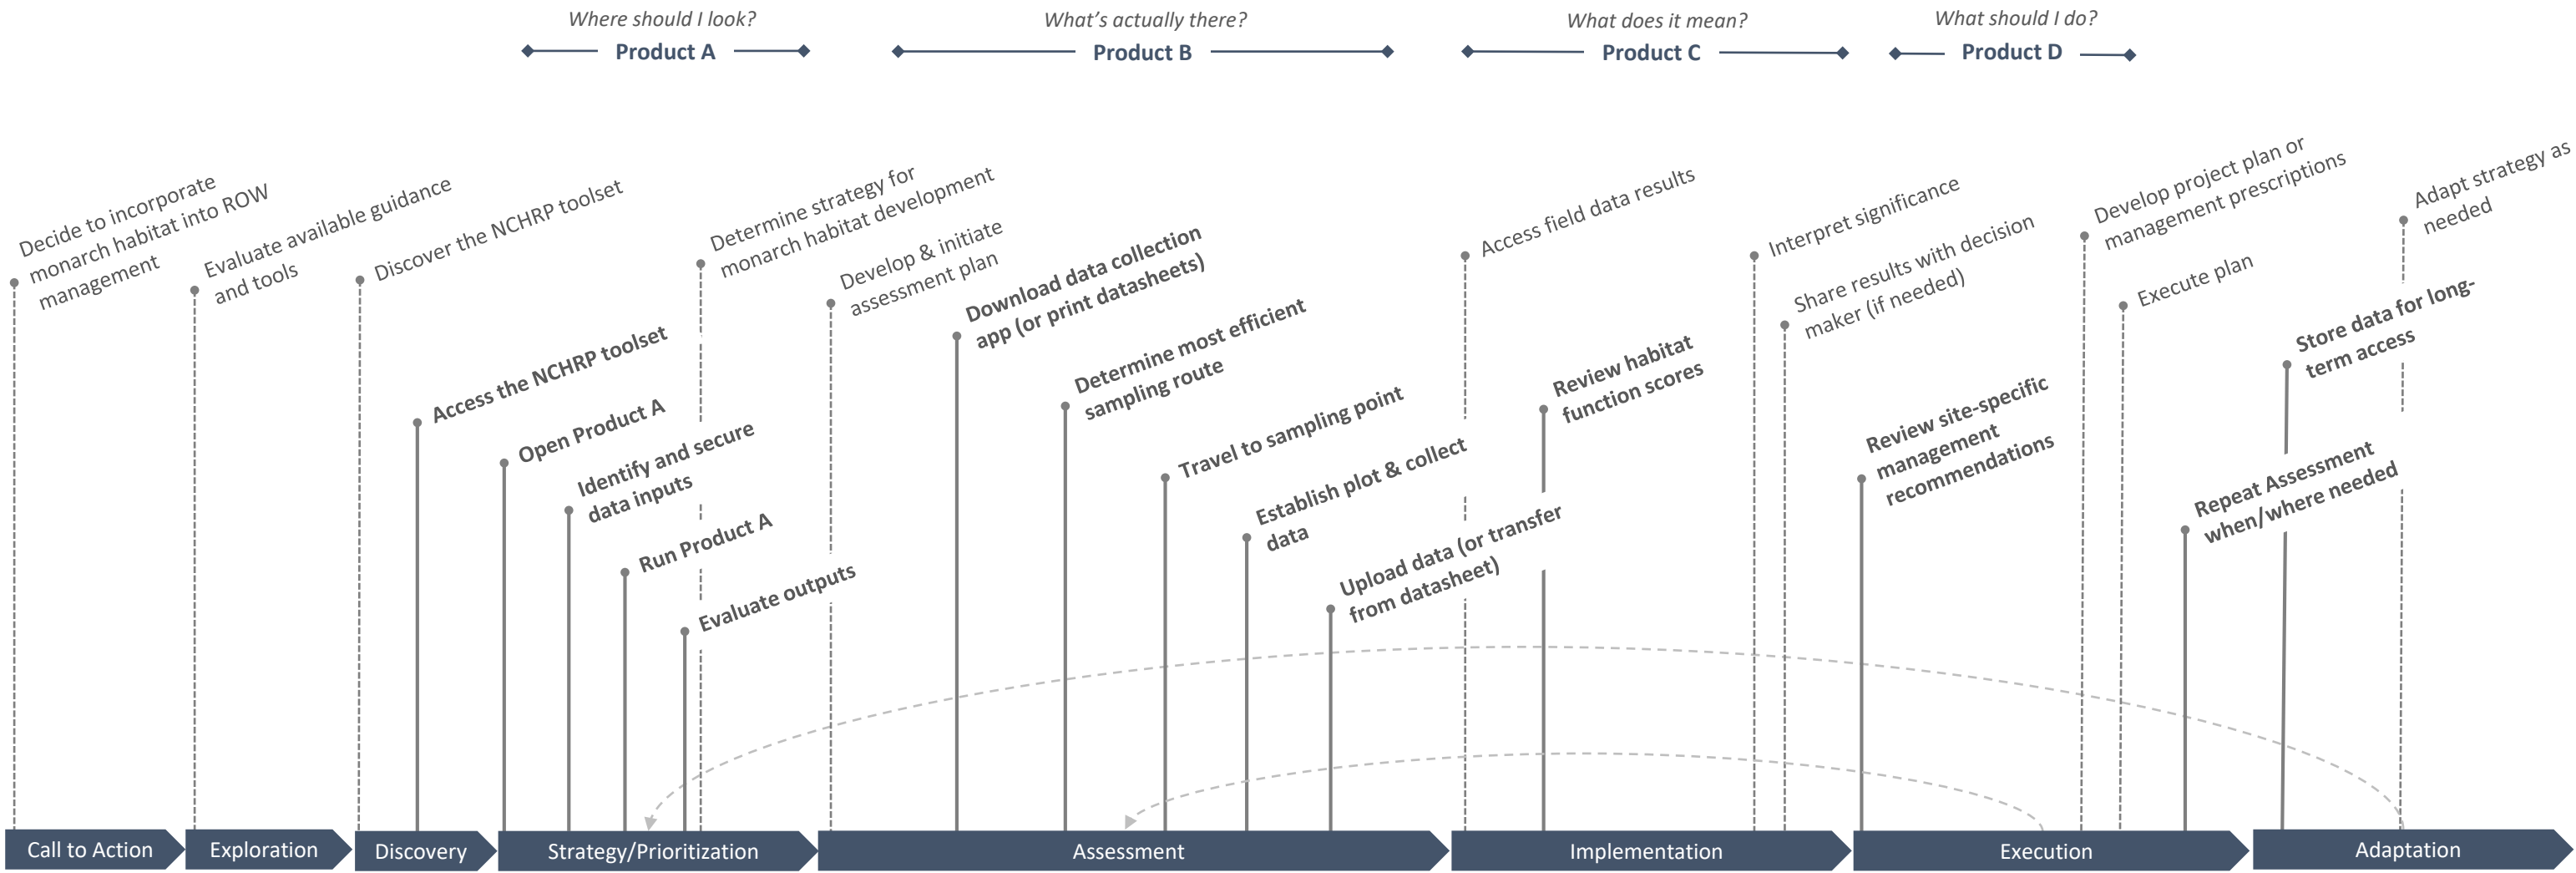 Where should I look?
Product A
What's actually there?
Product B
What does it mean?
Product C
What should I do?
Product D
Decide to incorporate
monarch habitat into ROW
management
Evaluate available guidance
and tools
Discover the NCHRP toolset
Access the NCHRP toolset
Open Product A
Identify and secure
data inputs
Run Product A
Evaluate outputs
Determine strategy for
monarch habitat development
Develop & initiate
assessment plan
Download data collection
app (or print datasheets)
Determine most efficient
sampling route
Travel to sampling point
Establish plot & collect
data
Upload data (or transfer
from datasheet)
Access field data results
Review habitat
function scores
Interpret significance
Share results with decision
maker (if needed)
Review site-specific
management
recommendations
Develop project plan or
management prescriptions
Execute plan
Repeat Assessment
when/where needed
Store data for long-
term access
Adapt strategy as
needed
Call to Action
Exploration
Discovery
Strategy/Prioritization
Assessment
Implementation
Execution
Adaptation